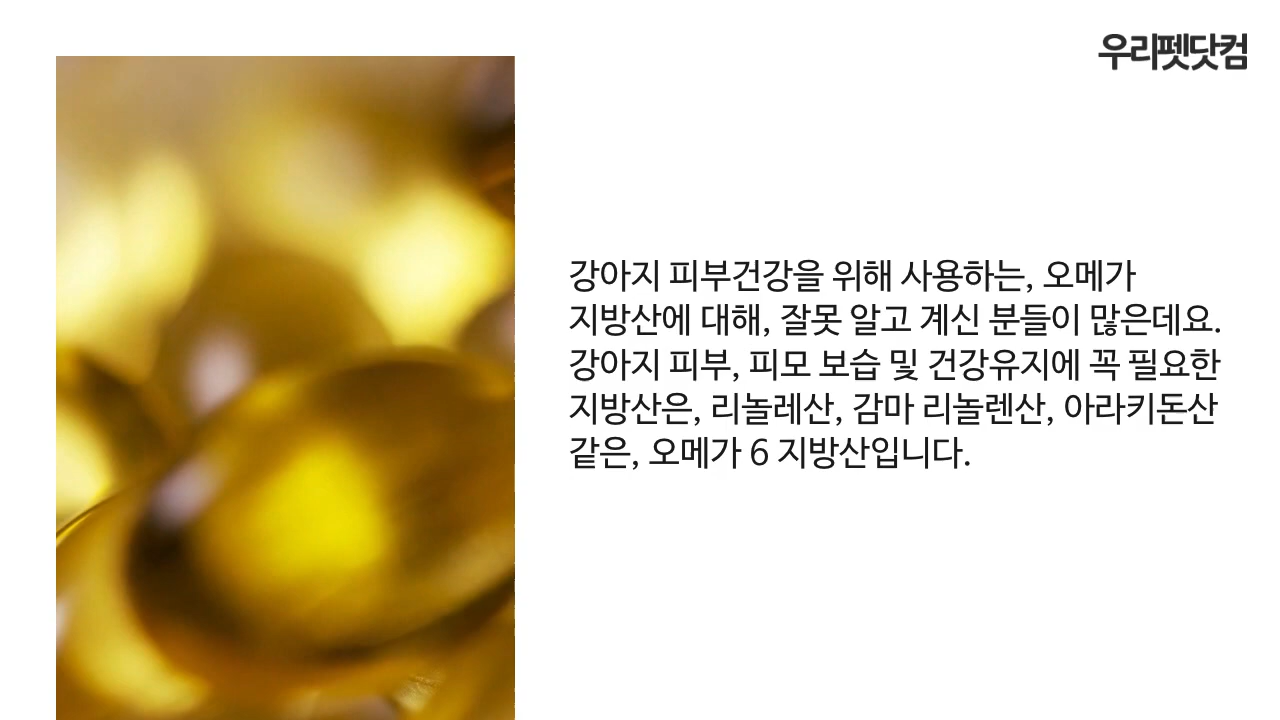 우리펫닷컴
강아지 피부건강을 위해 사용하는, 오메가
지방산에 대해, 잘못 알고 계신 분들이 많은데요.
강아지 피부, 피모 보습 및 건강유지에 꼭 필요한
지방산은, 리놀레산, 감마 리놀렌산, 아라키돈산
같은, 오메가 6 지방산입니다.